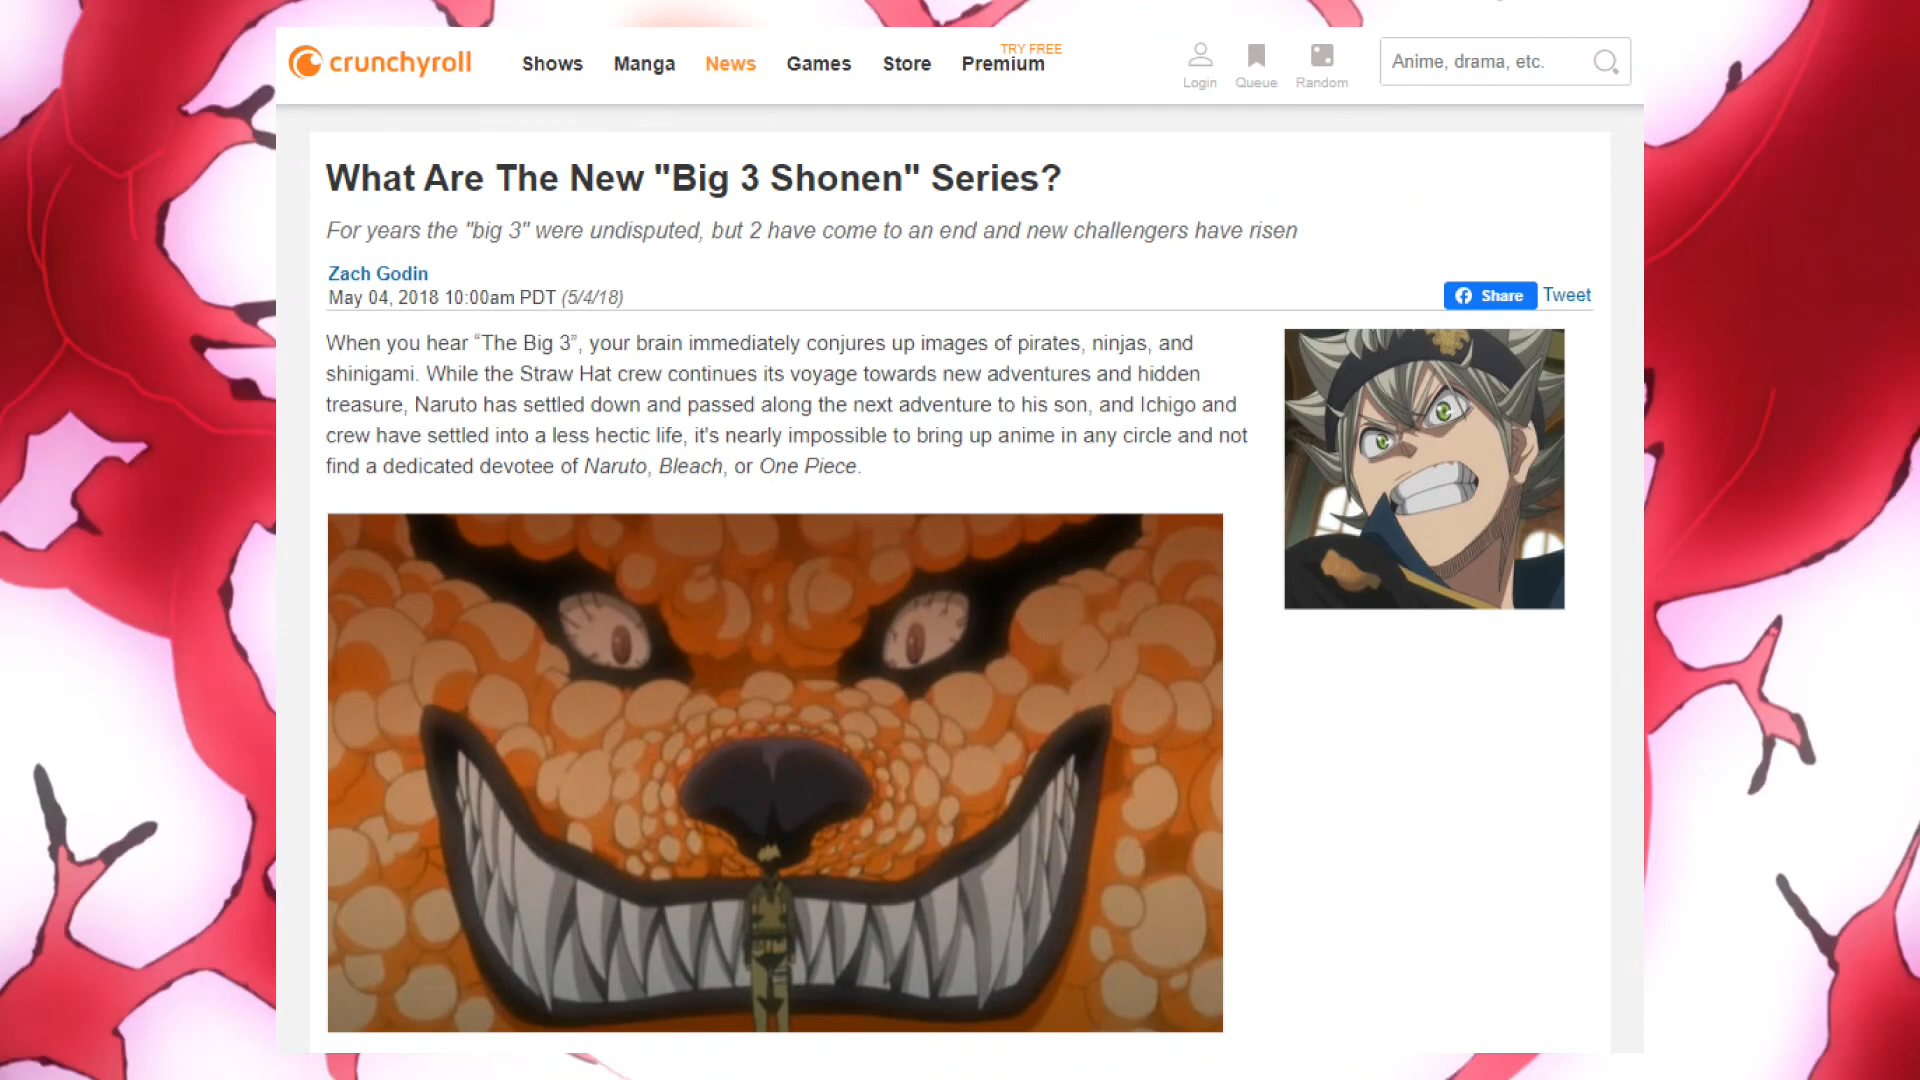 crunchyroll
Shows Manga News Games Store Premium
TRY FREE
Login Queue Random
Anime, drama, etc.
What Are The New "Big 3 Shonen" Series?
For years the "big 3" were undisputed, but 2 have come to an end and new challengers have risen
Zach Godin
May 04, 2018 10:00am PDT (5/4/18)
Share Tweet
When you hear “The Big 3”, your brain immediately conjures up images of pirates, ninjas, and
shinigami. While the Straw Hat crew continues its voyage towards new adventures and hidden
treasure, Naruto has settled down and passed along the next adventure to his son, and Ichigo and
crew have settled into a less hectic life, it's nearly impossible to bring up anime in any circle and not
find a dedicated devotee of Naruto, Bleach, or One Piece.